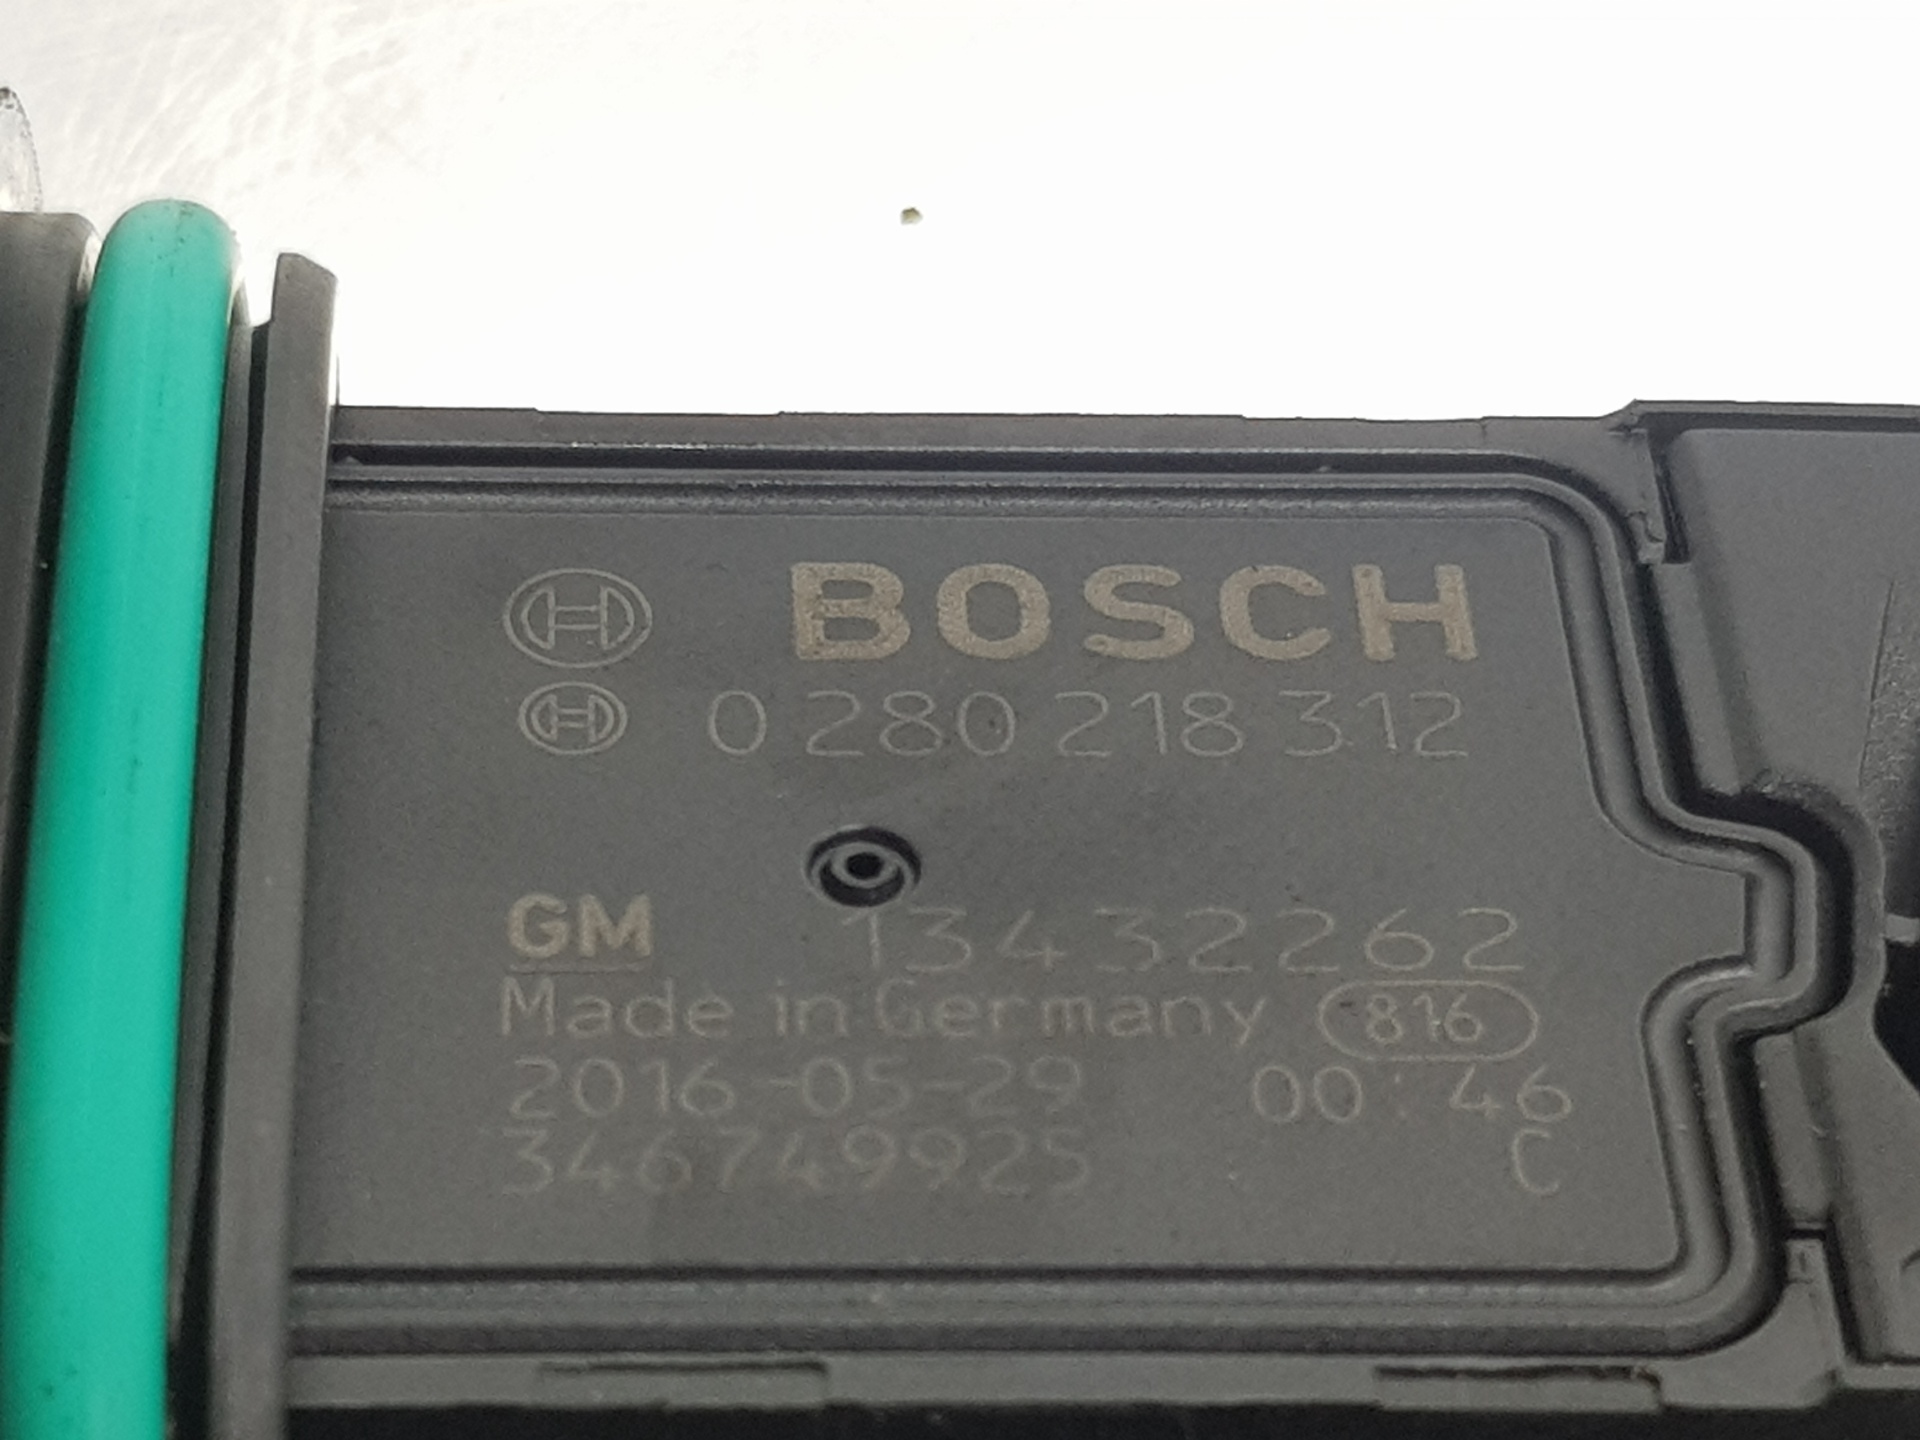 BOSCH
0 280 218 312
GM 13432262
Made in Germany 816
2016-05-29 00:46
346749925 C